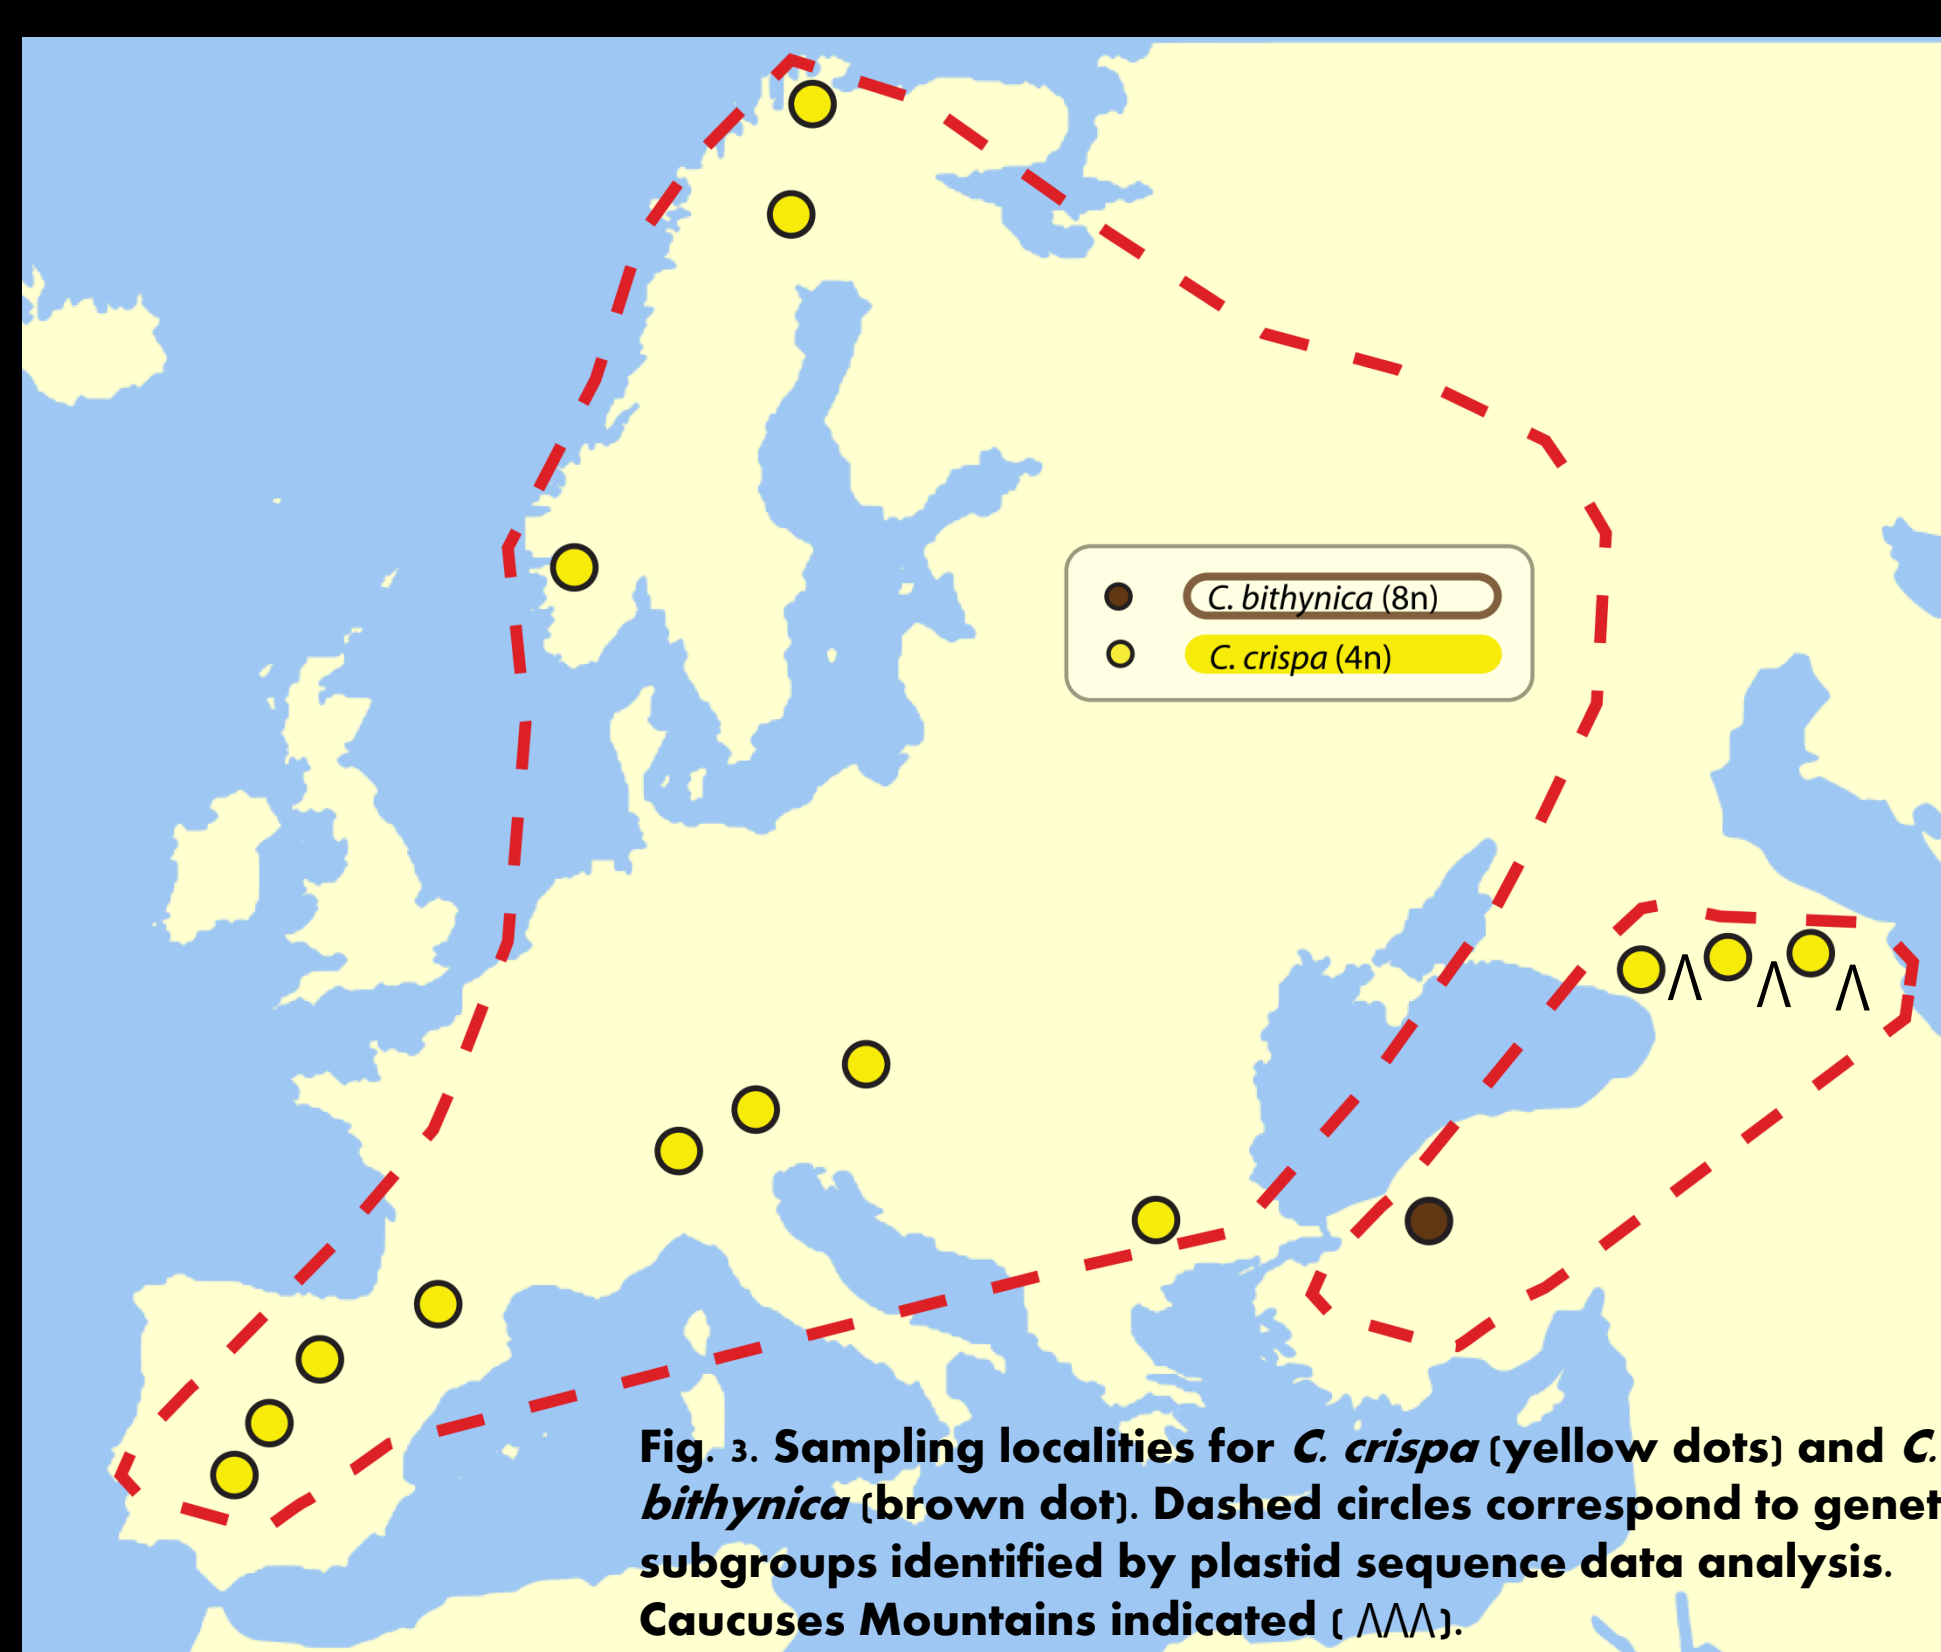 C. bithynica (8n)
C. crispa (4n)
Fig. 3. Sampling localities for C. crispa (yellow dots) and C.
bithynica (brown dot). Dashed circles correspond to genet
subgroups identified by plastid sequence data analysis.
Caucuses Mountains indicated ( ⋀⋀⋀).